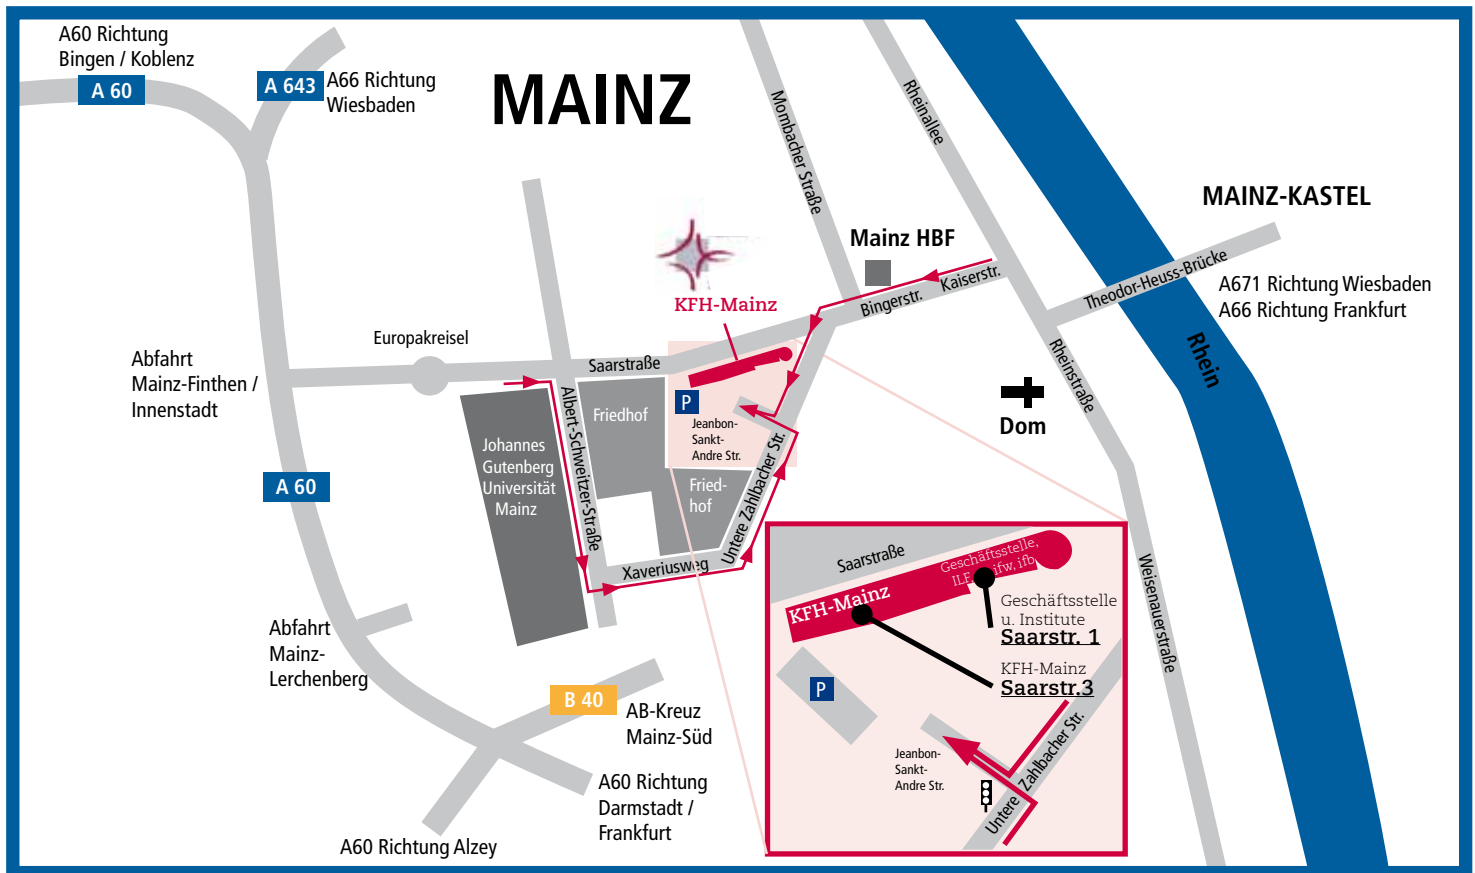 A60 Richtung
Bingen / Koblenz
A 60
A 643
A66 Richtung
Wiesbaden
MAINZ
Mombacher Straße
Rheinallee
MAINZ-KASTEL
Mainz HBF
Kaiserstr.
Bingerstr.
Theodor-Heuss-Brücke
A671 Richtung Wiesbaden
A66 Richtung Frankfurt
Rhein
KFH-Mainz
Europakreisel
Saarstraße
Abfahrt
Mainz-Finthen /
Innenstadt
Rheinstraße
Dom
P
Friedhof
Albert-Schweitzer-Straße
Jeanbon-
Sankt-
Andre Str.
Johannes
Gutenberg
Universität
Mainz
Fried-
hof
Untere Zahlbacher Str.
A 60
Xaveriusweg
Weisenauerstraße
Abfahrt
Mainz-
Lerchenberg
B 40
AB-Kreuz
Mainz-Süd
A60 Richtung
Darmstadt /
Frankfurt
A60 Richtung Alzey
Saarstraße
Geschäftsstelle,
ILF, ifw, ifb
KFH-Mainz
Geschäftsstelle
u. Institute
Saarstr. 1
KFH-Mainz
Saarstr.3
P
Jeanbon-
Sankt-
Andre Str.
Untere Zahlbacher Str.